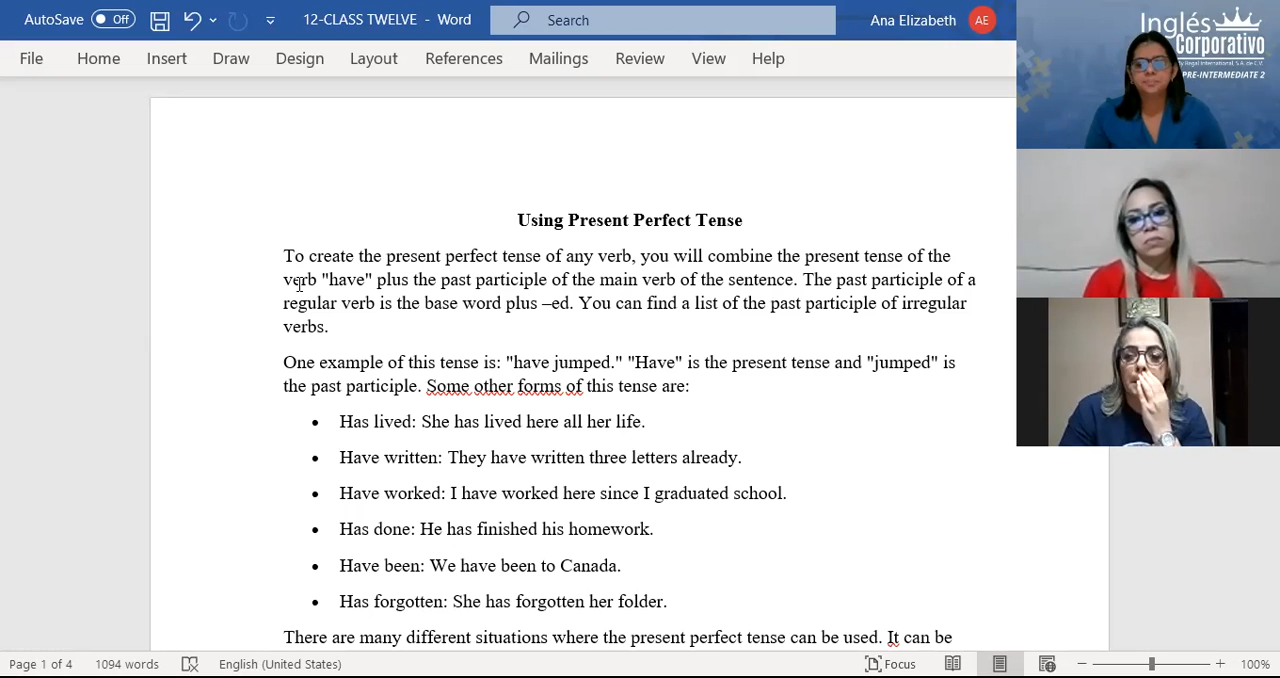 AutoSave Off 12-CLASS TWELVE - Word Search Ana Elizabeth AE
File Home Insert Draw Design Layout References Mailings Review View Help
Inglés
Corporativo
PRE-INTERMEDIATE 2
Using Present Perfect Tense
To create the present perfect tense of any verb, you will combine the present tense of the
verb "have" plus the past participle of the main verb of the sentence. The past participle of a
regular verb is the base word plus –ed. You can find a list of the past participle of irregular
verbs.
One example of this tense is: "have jumped." "Have" is the present tense and "jumped" is
the past participle. Some other forms of this tense are:
• Has lived: She has lived here all her life.
• Have written: They have written three letters already.
• Have worked: I have worked here since I graduated school.
• Has done: He has finished his homework.
• Have been: We have been to Canada.
• Has forgotten: She has forgotten her folder.
There are many different situations where the present perfect tense can be used. It can be
Page 1 of 4 1094 words English (United States) Focus 100%